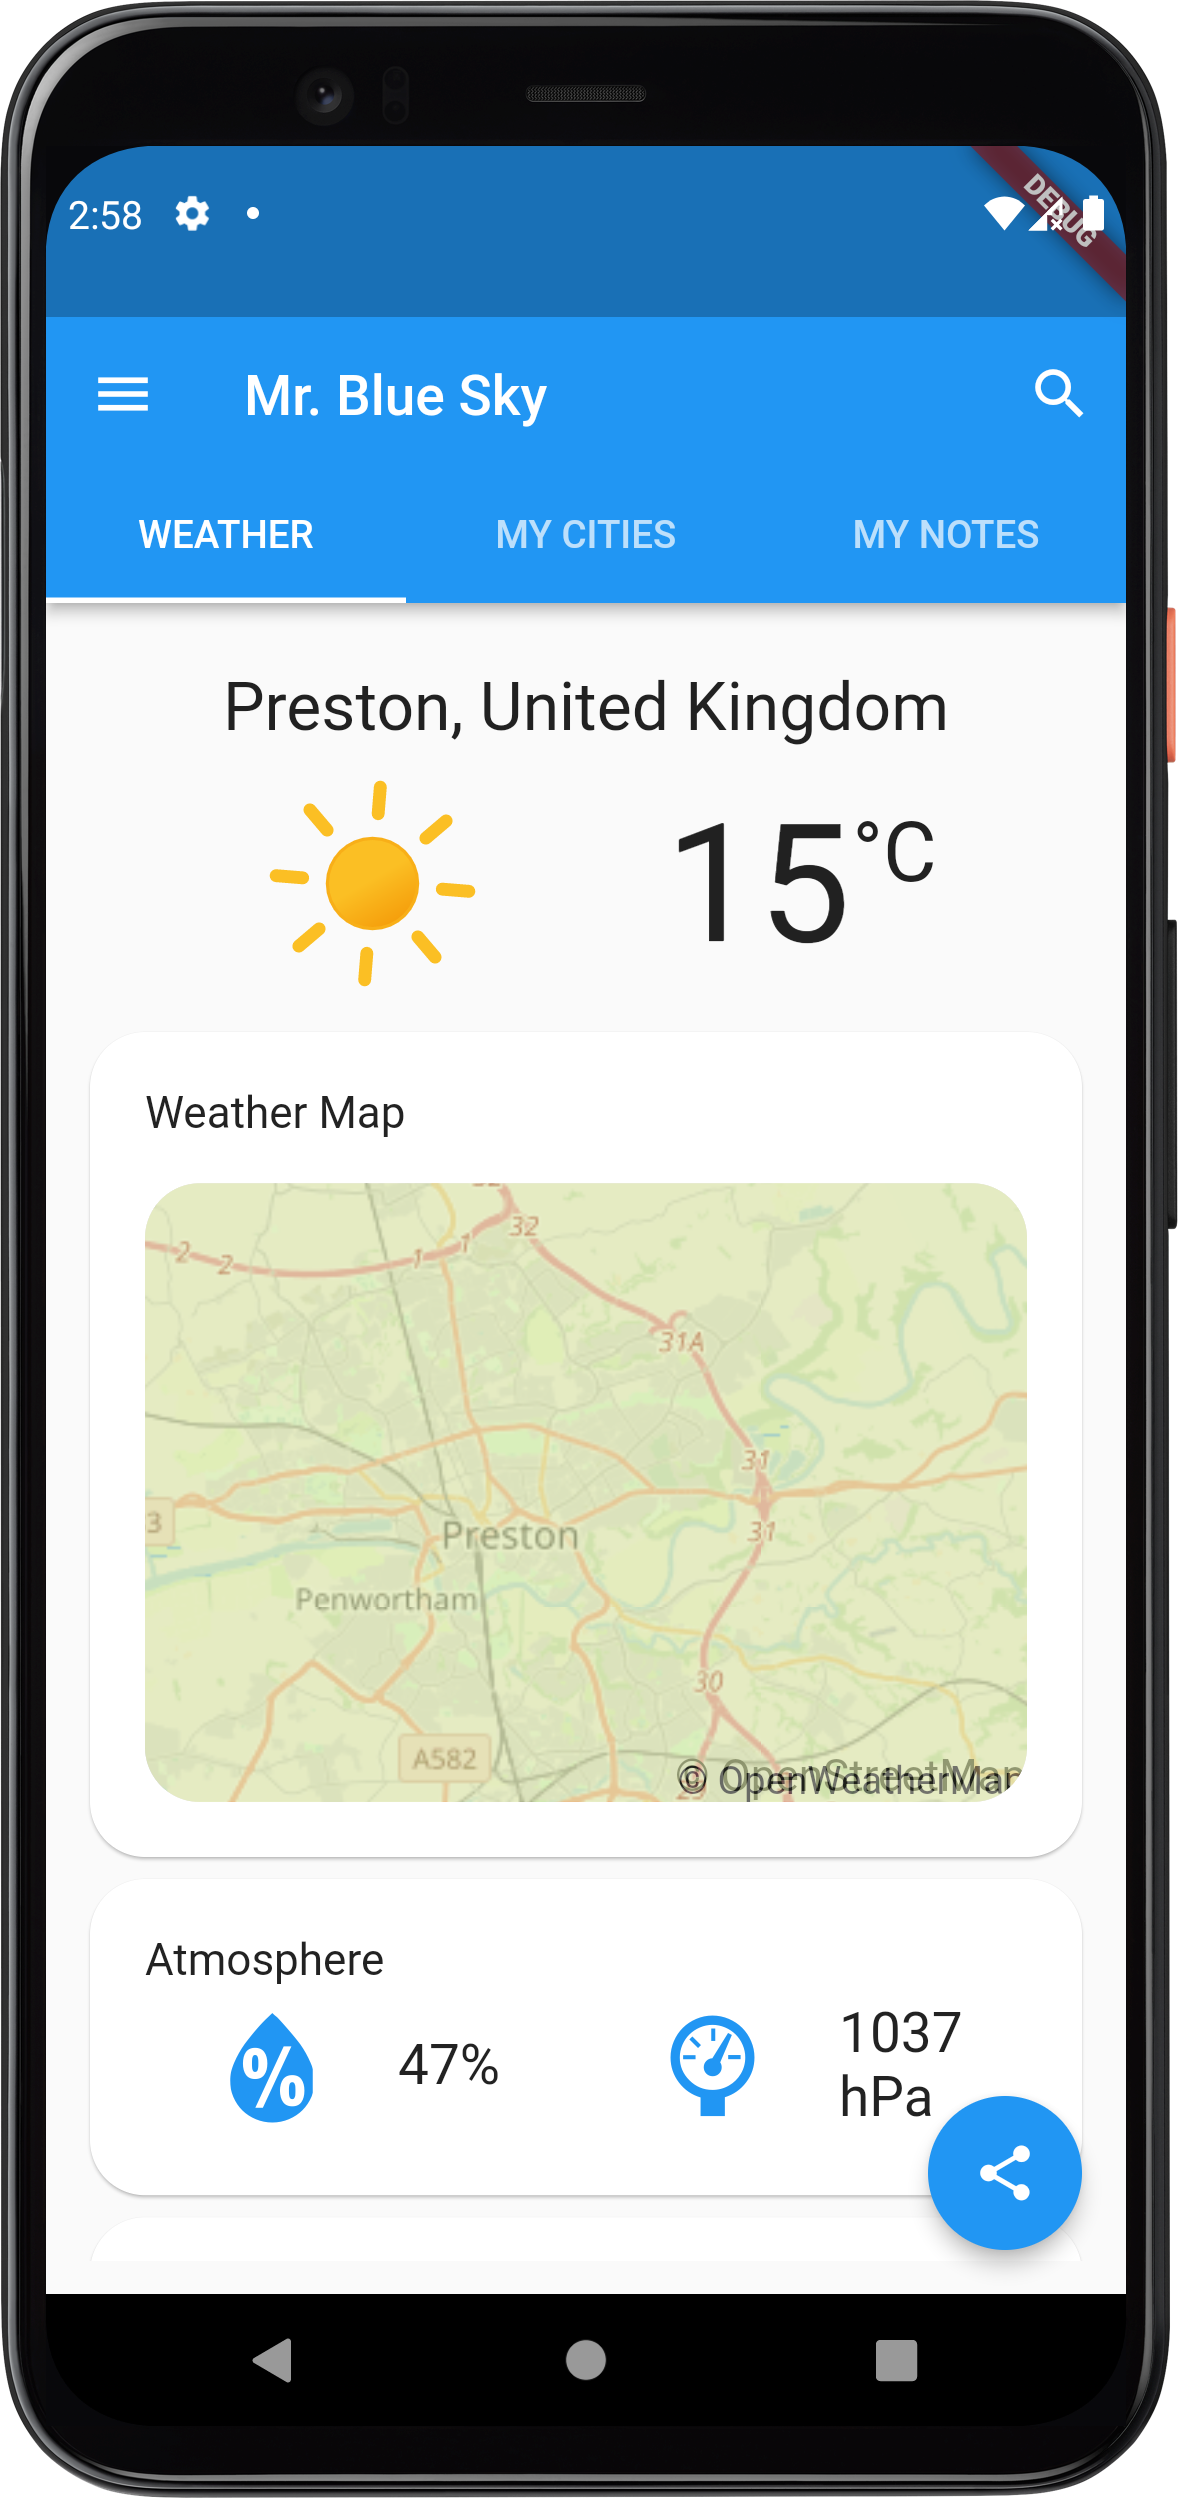 2:58
DEBUG
Mr. Blue Sky
WEATHER MY CITIES MY NOTES
Preston, United Kingdom
15°C
Weather Map
32
2 2 1 1
31A
31
3
31
Preston
Penwortham
30
A582
© OpenWeatherMap
Atmosphere
47%
1037
hPa